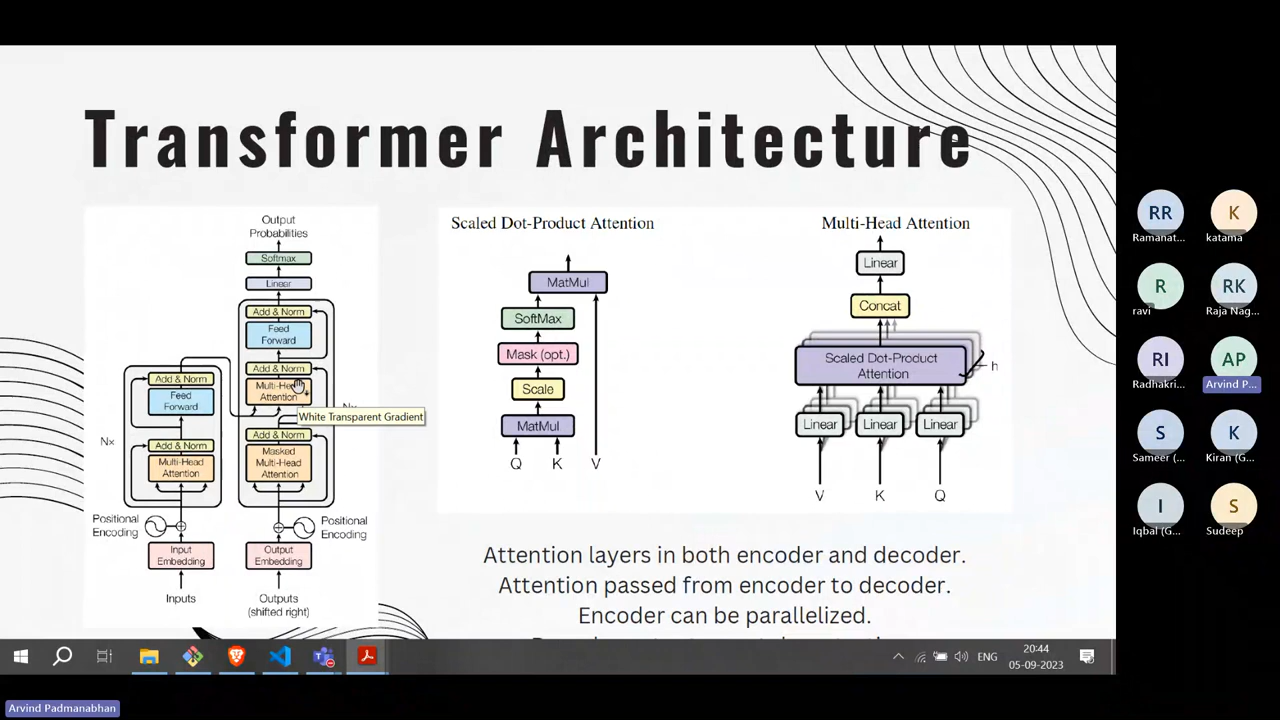 Transformer Architecture
Output
Probabilities
Softmax
Linear
Add & Norm
Feed
Forward
Add & Norm
Multi-Head
Attention
Nx
White Transparent Gradient
Add & Norm
Masked
Multi-Head
Attention
Add & Norm
Feed
Forward
Nx
Add & Norm
Multi-Head
Attention
Positional
Encoding
Positional
Encoding
Input
Embedding
Output
Embedding
Inputs
Outputs
(shifted right)
Scaled Dot-Product Attention
MatMul
SoftMax
Mask (opt.)
Scale
MatMul
Q K V
Multi-Head Attention
Linear
Concat
Scaled Dot-Product
Attention
h
Linear Linear Linear
V K Q
Attention layers in both encoder and decoder.
Attention passed from encoder to decoder.
Encoder can be parallelized.
RR
Ramanat...
K
katama
R
ravi
RK
Raja Nag...
RI
Radhakri...
AP
Arvind P...
S
Sameer (...
K
Kiran (G...
I
Iqbal (G...
S
Sudeep
ENG
20:44
05-09-2023
Arvind Padmanabhan